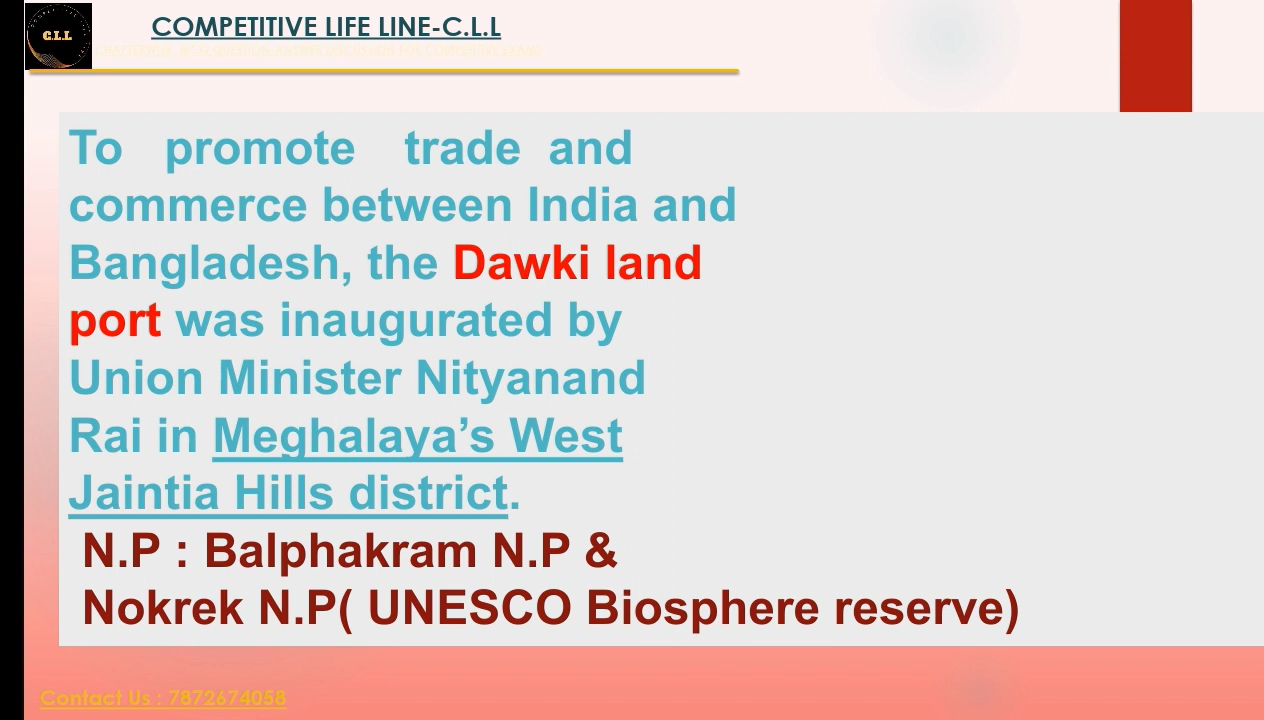 COMPETITIVE LIFE LINE-C.L.L
C.L.L
To promote trade and
commerce between India and
Bangladesh, the Dawki land
port was inaugurated by
Union Minister Nityanand
Rai in Meghalaya’s West
Jaintia Hills district.
N.P : Balphakram N.P &
Nokrek N.P( UNESCO Biosphere reserve)
Contact Us : 7872674058